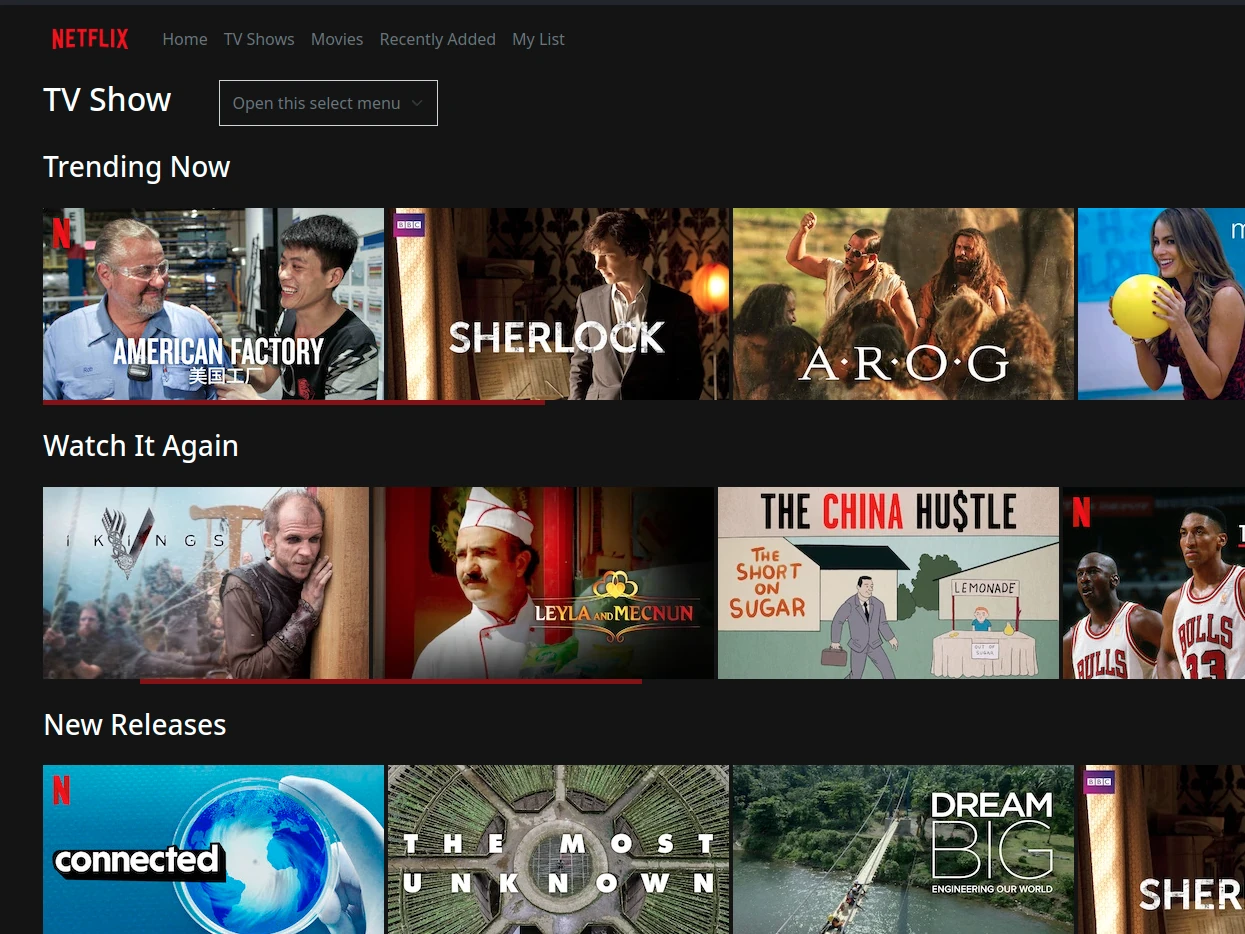 NETFLIX Home TV Shows Movies Recently Added My List
TV Show Open this select menu
Trending Now
N
AMERICAN FACTORY
美国工厂
BBC
SHERLOCK
A·R·O·G
m
Watch It Again
IKINGS
LEYLA AND MECNUN
THE CHINA HU$TLE
THE
SHORT
ON
SUGAR
LEMONADE
OUT OF
SUGAR
N
BULLS
BULLS
33
New Releases
N
connected
THE MOST
UNKNOWN
DREAM
BIG
ENGINEERING OUR WORLD
BBC
SHER